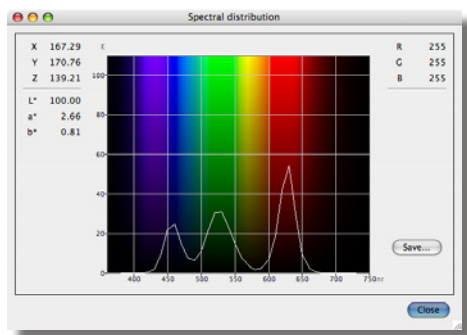 Spectral distribution
X 167.29
Y 170.76
Z 139.21
L* 100.00
a* 2.66
b* 0.81
R 255
G 255
B 255
100
80
60
40
20
0
400 450 500 550 600 650 700 750
Save...
Close